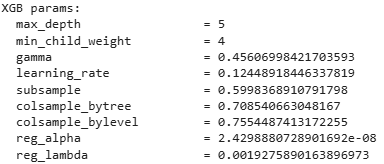 XGB params:
max_depth = 5
min_child_weight = 4
gamma = 0.45606998421703593
learning_rate = 0.12448918446337819
subsample = 0.5998368910791798
colsample_bytree = 0.708540663048167
colsample_bylevel = 0.7554487413172255
reg_alpha = 2.4298880728901692e-08
reg_lambda = 0.0019275890163896973